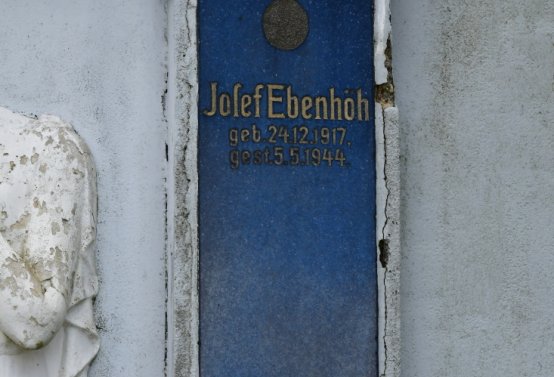 Joſef Ebenhöh
geb. 24.12.1917.
gest. 5.5.1944.